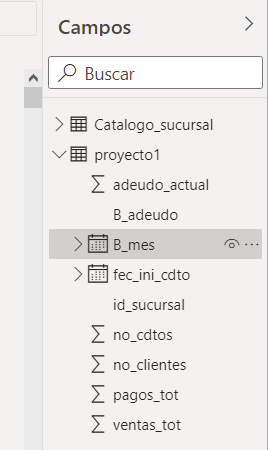 Campos
Buscar
Catalogo_sucursal
proyecto1
adeudo_actual
B_adeudo
B_mes
fec_ini_cdto
id_sucursal
no_cdtos
no_clientes
pagos_tot
ventas_tot